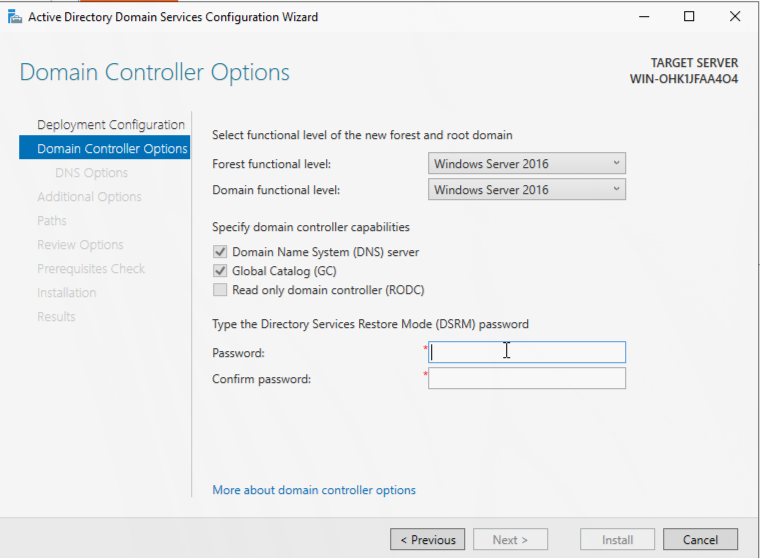 Active Directory Domain Services Configuration Wizard
Domain Controller Options
TARGET SERVER
WIN-OHK1JFAA4O4
Deployment Configuration
Domain Controller Options
DNS Options
Additional Options
Paths
Review Options
Prerequisites Check
Installation
Results
Select functional level of the new forest and root domain
Forest functional level: Windows Server 2016
Domain functional level: Windows Server 2016
Specify domain controller capabilities
Domain Name System (DNS) server
Global Catalog (GC)
Read only domain controller (RODC)
Type the Directory Services Restore Mode (DSRM) password
Password: *
Confirm password: *
More about domain controller options
< Previous Next > Install Cancel